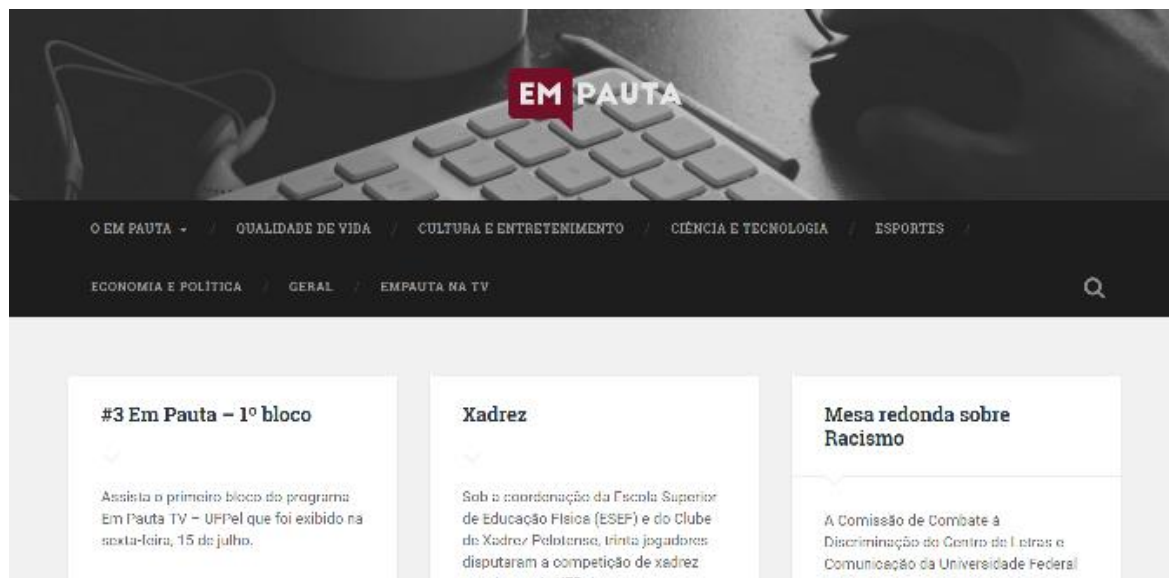 EM PAUTA
O EM PAUTA / QUALIDADE DE VIDA / CULTURA E ENTRETENIMENTO / CIÊNCIA E TECNOLOGIA / ESPORTES /
ECONOMIA E POLÍTICA / GERAL / EMPAUTA NA TV
#3 Em Pauta – 1º bloco
Assista o primeiro bloco do programa
Em Pauta TV – UFPel que foi exibido na
sexta-feira, 15 de julho.
Xadrez
Sob a coordenação da Escola Superior
de Educação Física (ESEF) e do Clube
de Xadrez Pelotense, trinta jogadores
disputaram a competição de xadrez
Mesa redonda sobre
Racismo
A Comissão de Combate à
Discriminação do Centro de Letras e
Comunicação da Universidade Federal